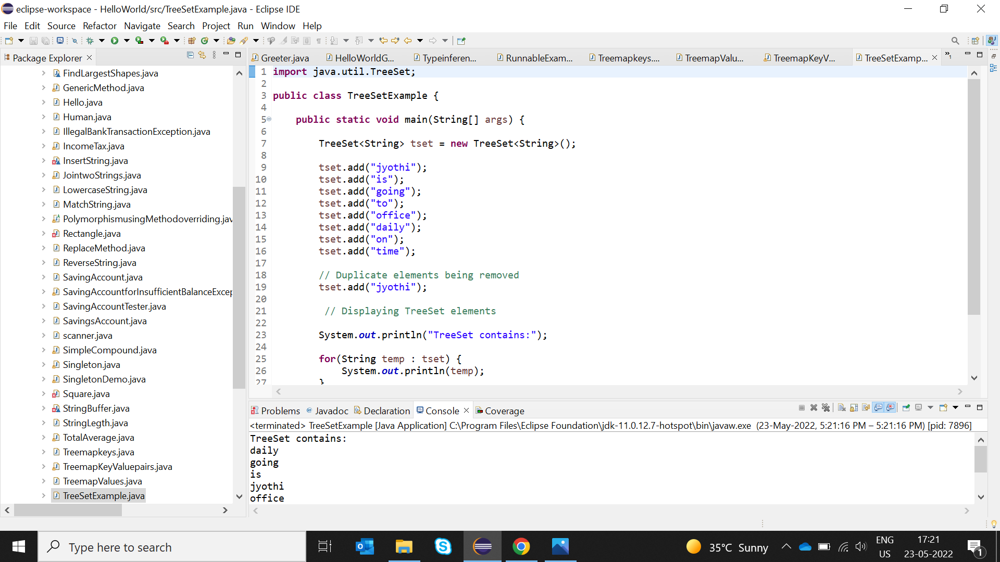 eclipse-workspace - HelloWorld/src/TreeSetExample.java - Eclipse IDE
File Edit Source Refactor Navigate Search Project Run Window Help
Package Explorer
FindLargestShapes.java
GenericMethod.java
Hello.java
Human.java
IllegalBankTransactionException.java
IncomeTax.java
InsertString.java
JointwoStrings.java
LowercaseString.java
MatchString.java
PolymorphismusingMethodoverriding.jav
Rectangle.java
ReplaceMethod.java
ReverseString.java
SavingAccount.java
SavingAccountforInsufficientBalanceExcep
SavingAccountTester.java
SavingsAccount.java
scanner.java
SimpleCompound.java
Singleton.java
SingletonDemo.java
Square.java
StringBuffer.java
StringLegth.java
TotalAverage.java
Treemapkeys.java
TreemapKeyValuepairs.java
TreemapValues.java
TreeSetExample.java
Greeter.java HelloWorldG... Typeinferen... RunnableExam... Treemapkeys.... TreemapValu... TreemapKeyV... TreeSetExamp... »1
1 import java.util.TreeSet;
2
3 public class TreeSetExample {
4
5 public static void main(String[] args) {
6
7 TreeSet<String> tset = new TreeSet<String>();
8
9 tset.add("jyothi");
10 tset.add("is");
11 tset.add("going");
12 tset.add("to");
13 tset.add("office");
14 tset.add("daily");
15 tset.add("on");
16 tset.add("time");
17
18 // Duplicate elements being removed
19 tset.add("jyothi");
20
21 // Displaying TreeSet elements
22
23 System.out.println("TreeSet contains:");
24
25 for(String temp : tset) {
26 System.out.println(temp);
27 }
Problems @ Javadoc Declaration Console Coverage
<terminated> TreeSetExample [Java Application] C:\Program Files\Eclipse Foundation\jdk-11.0.12.7-hotspot\bin\javaw.exe (23-May-2022, 5:21:16 PM – 5:21:16 PM) [pid: 7896]
TreeSet contains:
daily
going
is
jyothi
office
Type here to search
35°C Sunny
ENG
US
17:21
23-05-2022
1